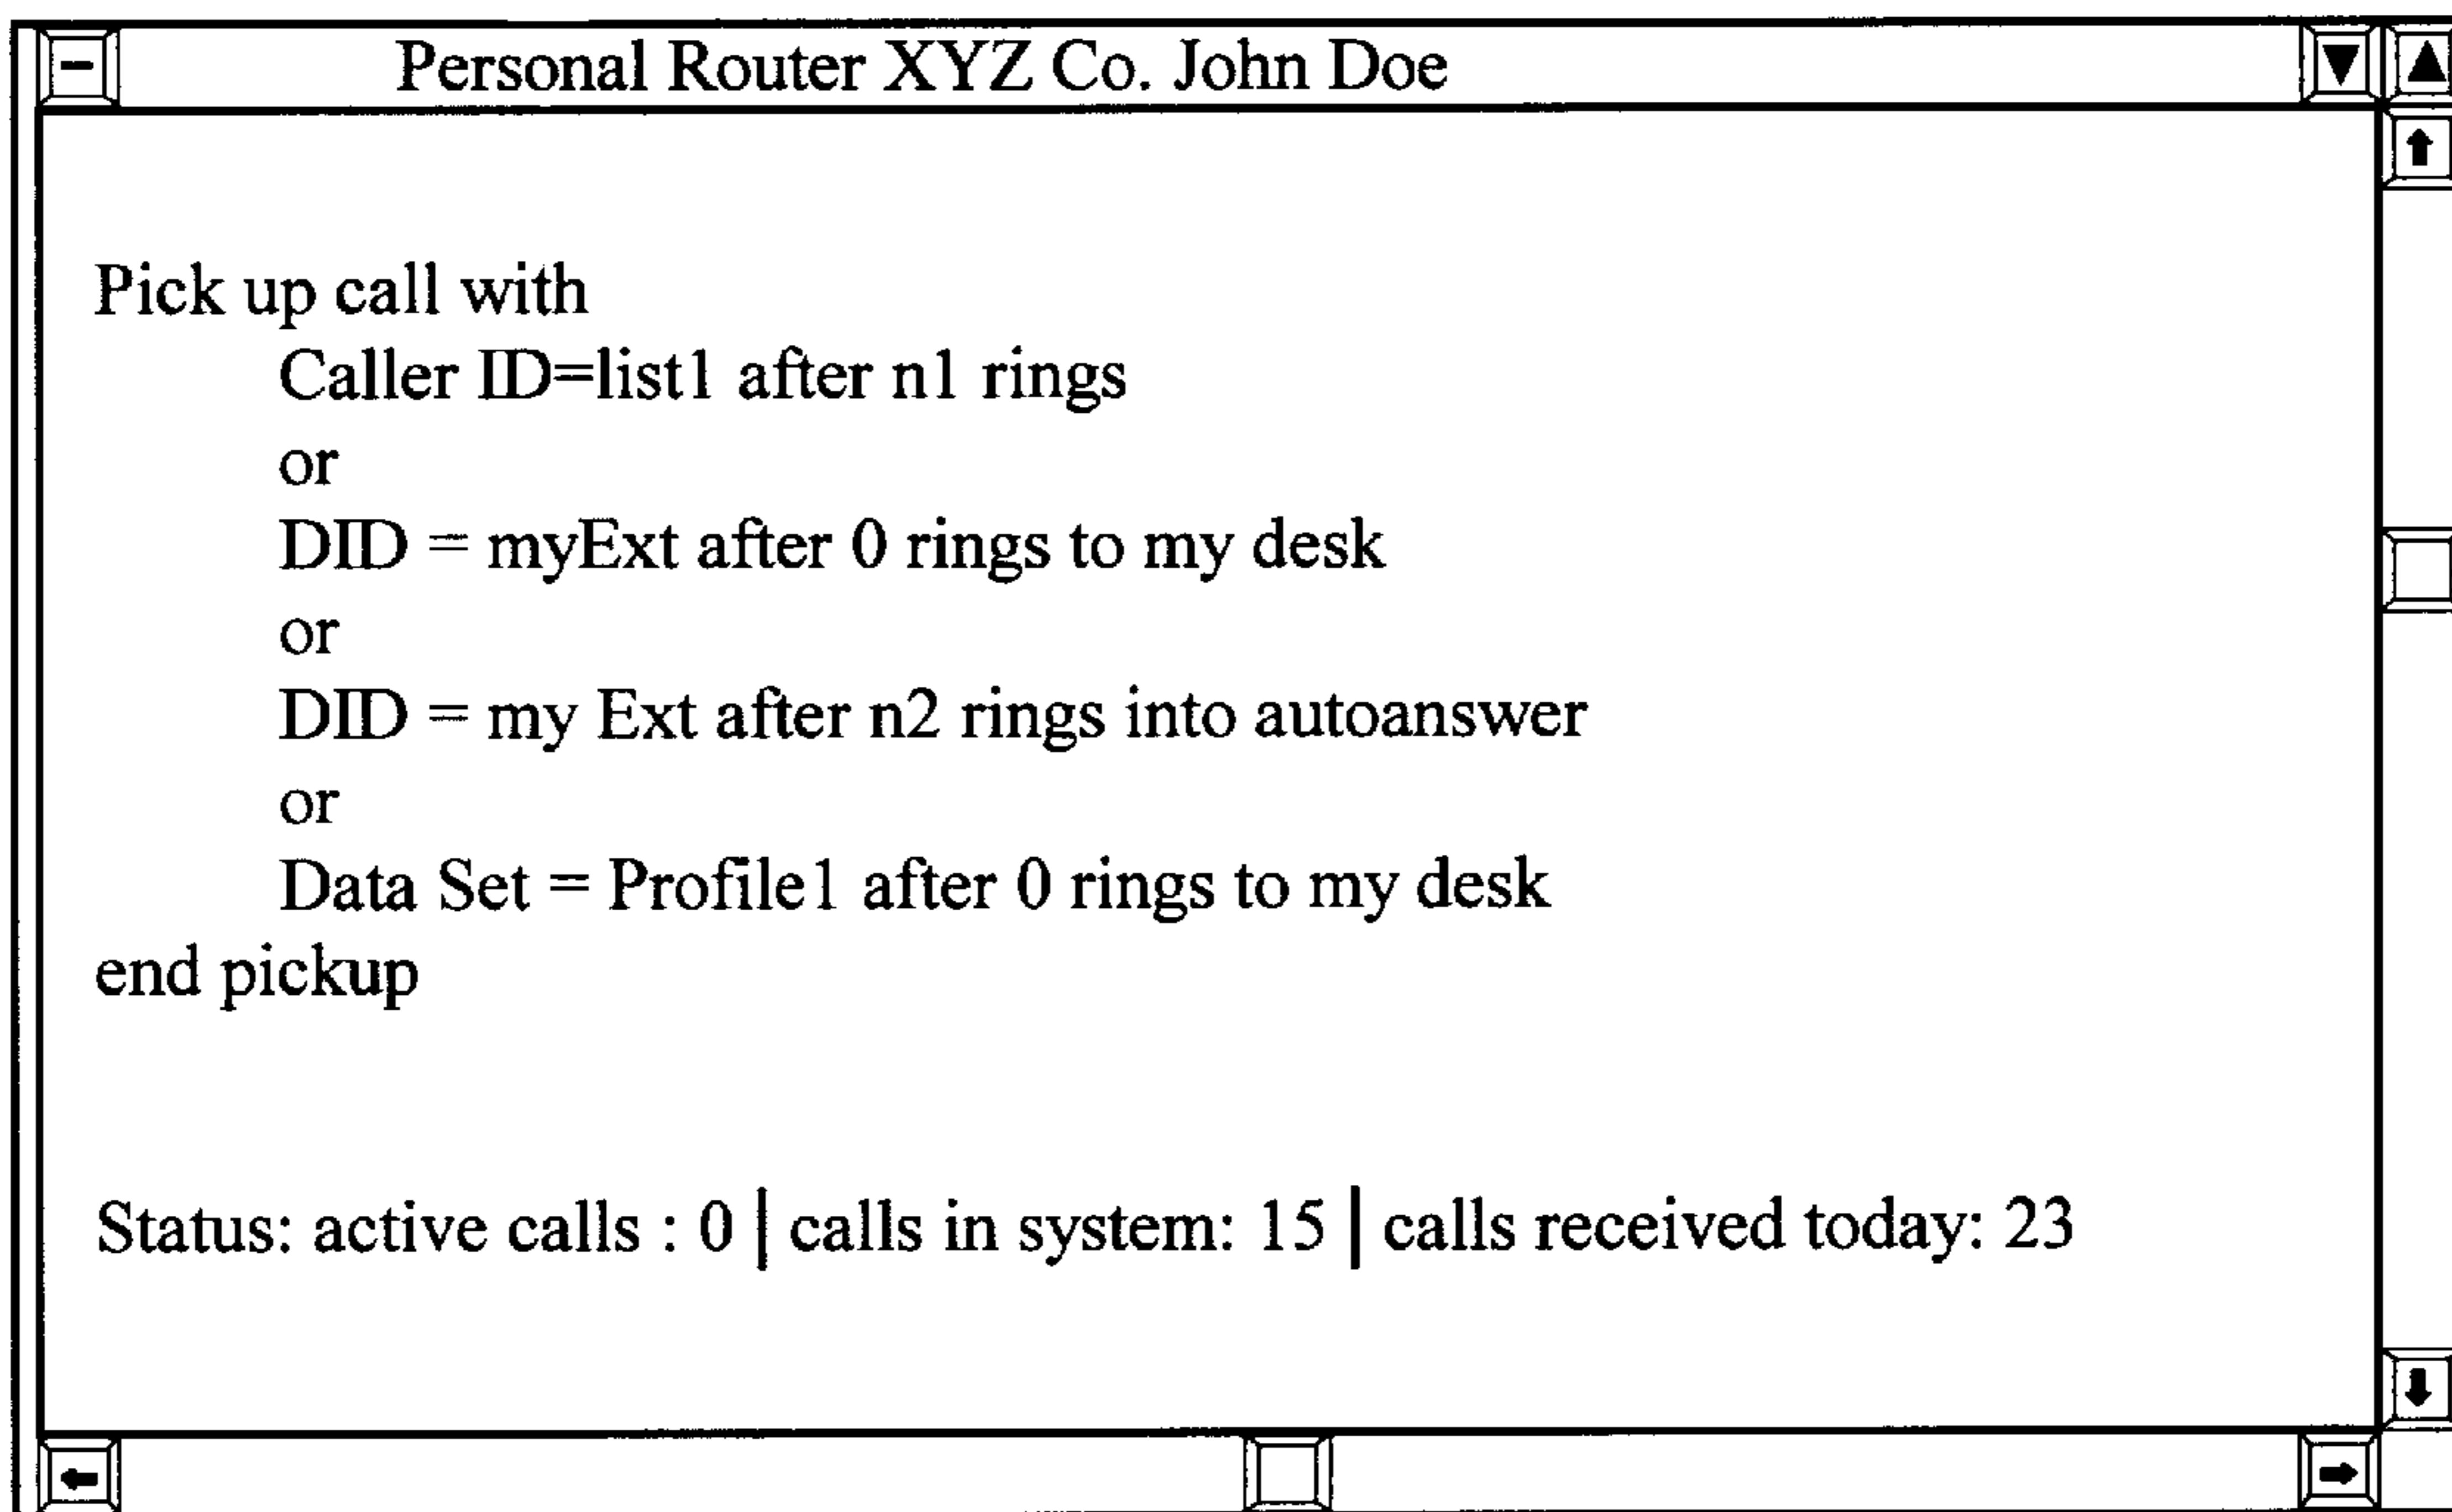 Personal Router XYZ Co. John Doe
Pick up call with
Caller ID=list1 after n1 rings
or
DID = myExt after 0 rings to my desk
or
DID = my Ext after n2 rings into autoanswer
or
Data Set = Profile1 after 0 rings to my desk
end pickup
Status: active calls : 0 | calls in system: 15 | calls received today: 23